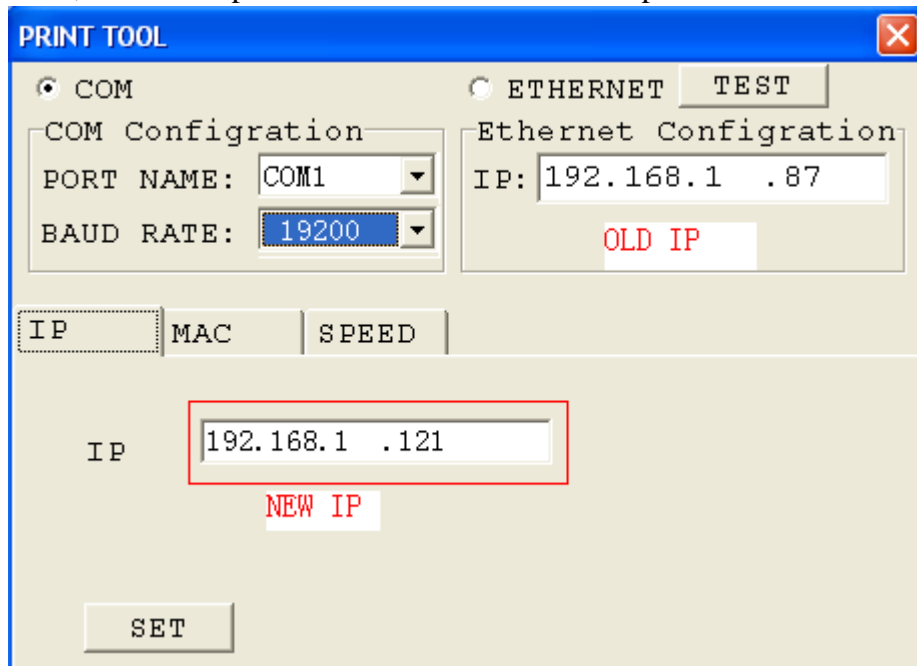 PRINT TOOL
COM
ETHERNET TEST
COM Configration
Ethernet Configration
PORT NAME: COM1
IP: 192.168.1 .87
BAUD RATE: 19200
OLD IP
IP MAC SPEED
IP 192.168.1 .121
NEW IP
SET